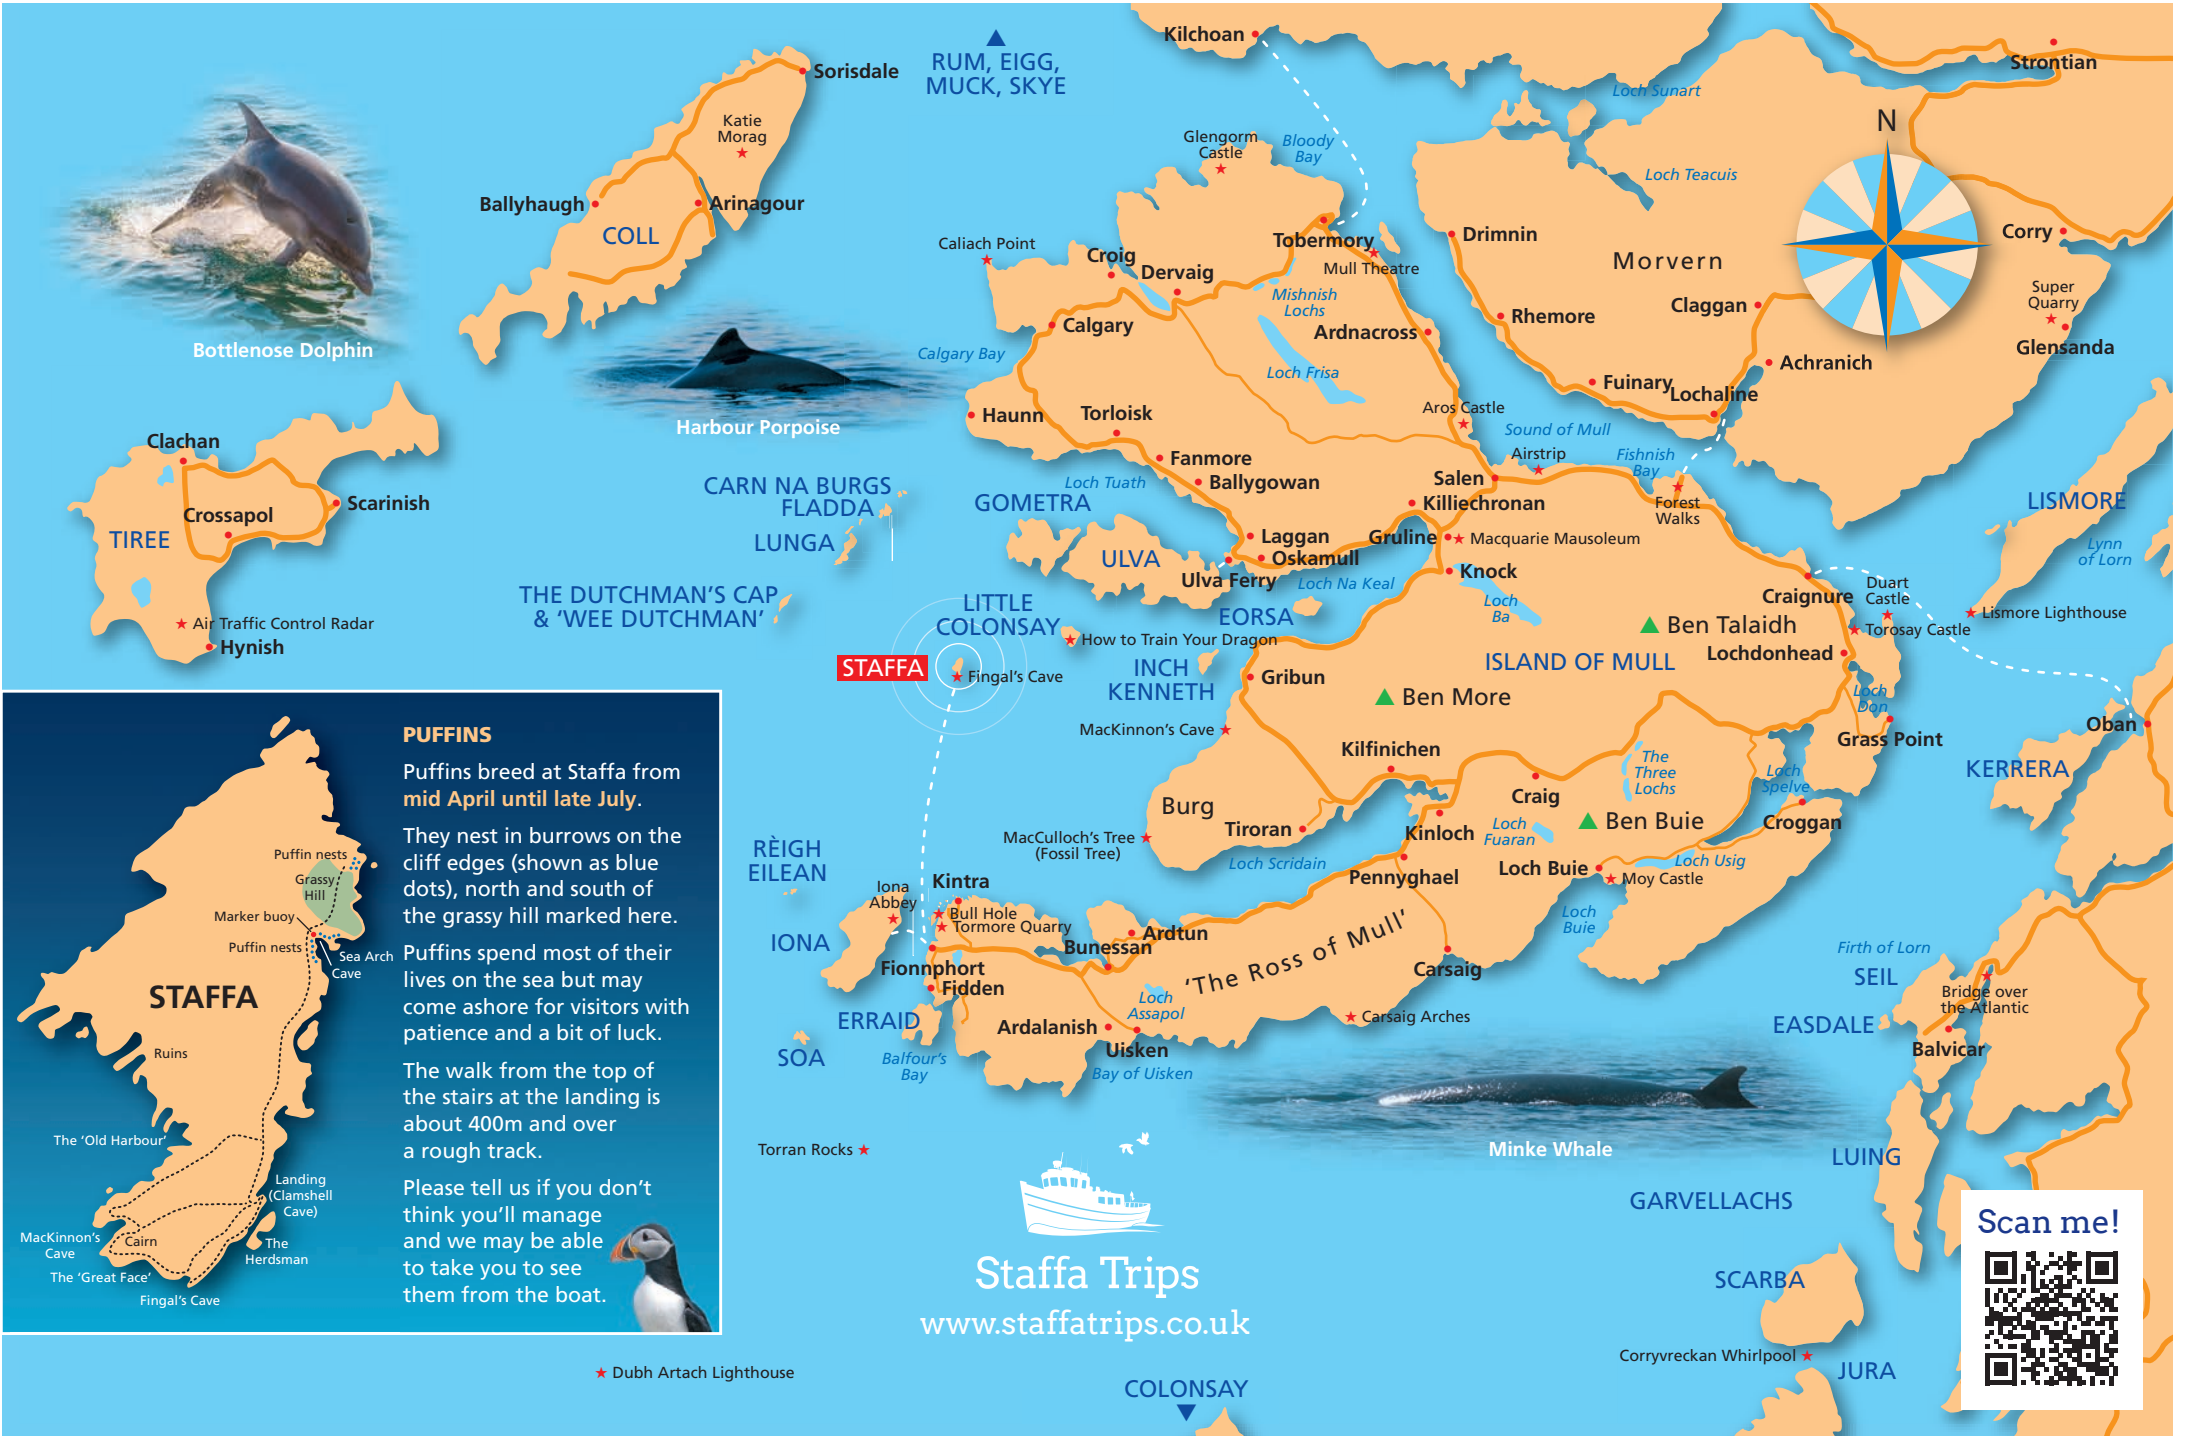 Kilchoan
Strontian
RUM, EIGG,
MUCK, SKYE
Sorisdale
Loch Sunart
N
Katie
Morag
Glengorm
Castle
Bloody
Bay
Loch Teacuis
Ballyhaugh
Arinagour
COLL
Caliach Point
Croig
Dervaig
Tobermory
Mull Theatre
Drimnin
Morvern
Corry
Super
Quarry
Mishnish
Lochs
Claggan
Rhemore
Calgary
Ardnacross
Glensanda
Bottlenose Dolphin
Calgary Bay
Loch Frisa
Achranich
Fuinary
Lochaline
Haunn
Torloisk
Aros Castle
Harbour Porpoise
Sound of Mull
Clachan
Airstrip
Fishnish
Bay
Fanmore
Ballygowan
Loch Tuath
Salen
Killiechronan
Forest
Walks
CARN NA BURGS
FLADDA
GOMETRA
LISMORE
Scarinish
Crossapol
TIREE
LUNGA
ULVA
Laggan
Oskamull
Gruline
Macquarie Mausoleum
Lynn
of Lorn
Ulva Ferry
Loch Na Keal
Knock
THE DUTCHMAN'S CAP
& 'WEE DUTCHMAN'
LITTLE
COLONSAY
EORSA
Loch
Ba
Craignure
Duart
Castle
Lismore Lighthouse
Air Traffic Control Radar
Hynish
How to Train Your Dragon
Ben Talaidh
Torosay Castle
Lochdonhead
STAFFA
Fingal's Cave
INCH
KENNETH
Gribun
ISLAND OF MULL
Ben More
Loch
Don
MacKinnon's Cave
Kilfinichen
Grass Point
Oban
KERRERA
The
Three
Lochs
Loch
Spelve
Craig
Burg
Tiroran
Kinloch
Loch
Fuaran
Ben Buie
Croggan
MacCulloch's Tree
(Fossil Tree)
RÈIGH
EILEAN
Loch Scridain
Pennyghael
Loch Buie
Loch Usig
Moy Castle
Iona
Abbey
Kintra
Bull Hole
Tormore Quarry
Loch
Buie
IONA
Bunessan
Ardtun
'The Ross of Mull'
Firth of Lorn
Fionnphort
Fidden
Carsaig
SEIL
Bridge over
the Atlantic
Loch
Assapol
ERRAID
Ardalanish
Carsaig Arches
EASDALE
Balvicar
SOA
Balfour's
Bay
Uisken
Bay of Uisken
Torran Rocks
Minke Whale
LUING
GARVELLACHS
Scan me!
SCARBA
Staffa Trips
www.staffatrips.co.uk
Corryvreckan Whirlpool
JURA
Dubh Artach Lighthouse
COLONSAY
PUFFINS
Puffins breed at Staffa from
mid April until late July.
They nest in burrows on the
cliff edges (shown as blue
dots), north and south of
the grassy hill marked here.
Puffins spend most of their
lives on the sea but may
come ashore for visitors with
patience and a bit of luck.
The walk from the top of
the stairs at the landing is
about 400m and over
a rough track.
Please tell us if you don't
think you'll manage
and we may be able
to take you to see
them from the boat.
Puffin nests
Grassy
Hill
Marker buoy
Puffin nests
Sea Arch
Cave
STAFFA
Ruins
The 'Old Harbour'
Landing
(Clamshell
Cave)
MacKinnon's
Cave
Cairn
The
Herdsman
The 'Great Face'
Fingal's Cave